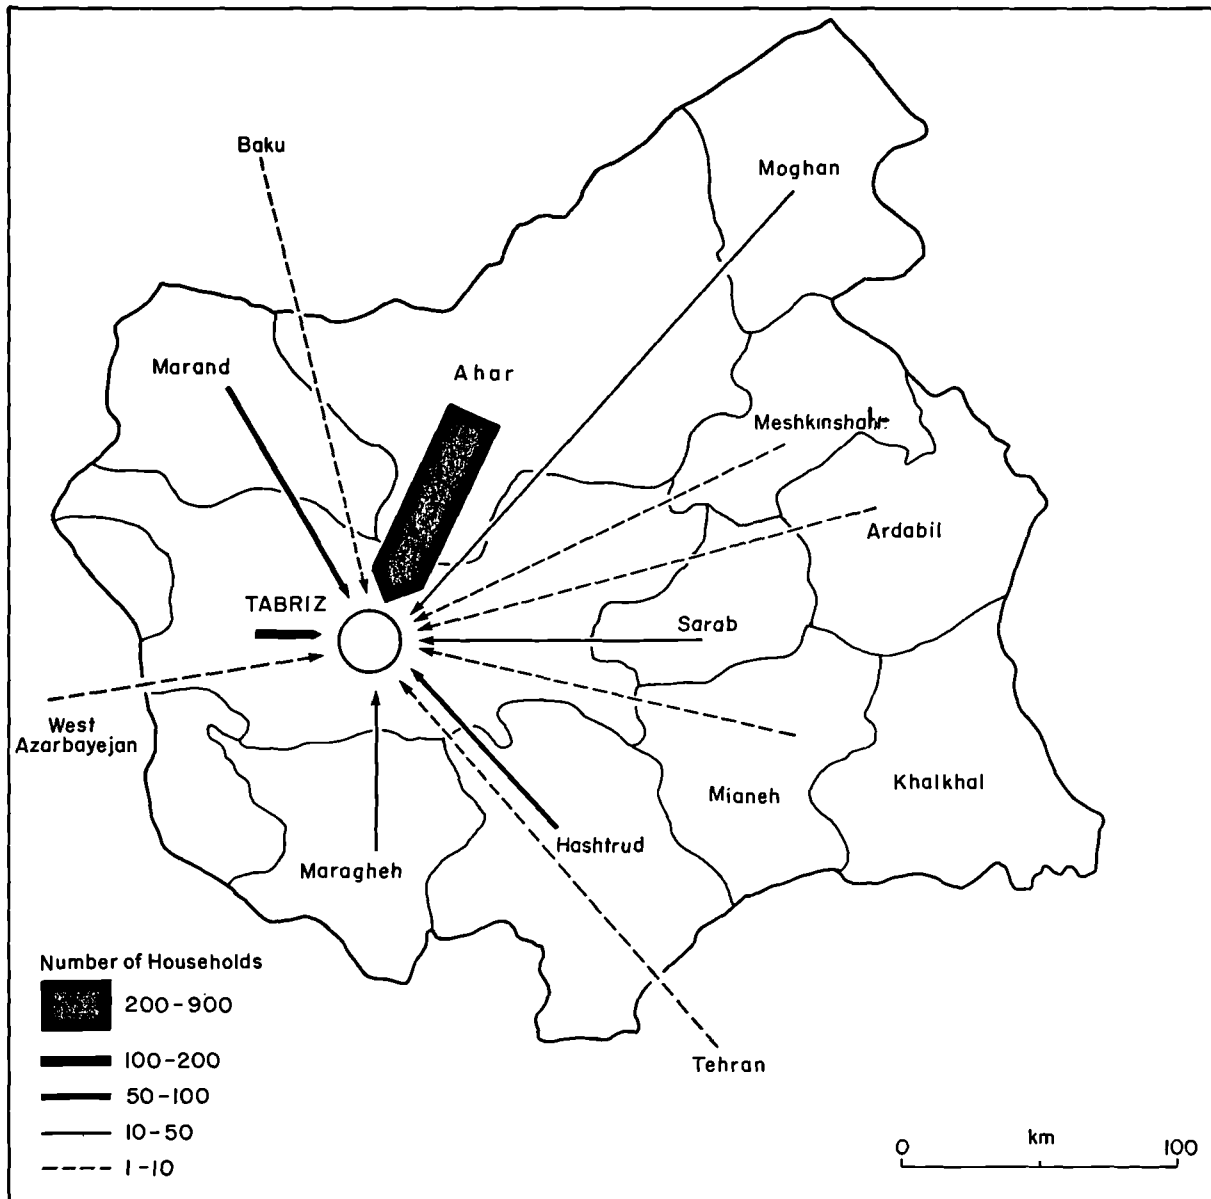 Baku
Moghan
Marand
Ahar
Meshkinshahr
Ardabil
TABRIZ
Sarab
West
Azarbayejan
Mianeh
Khalkhal
Hashtrud
Maragheh
Tehran
Number of Households
200-900
100-200
50-100
10-50
1-10
km
0 100